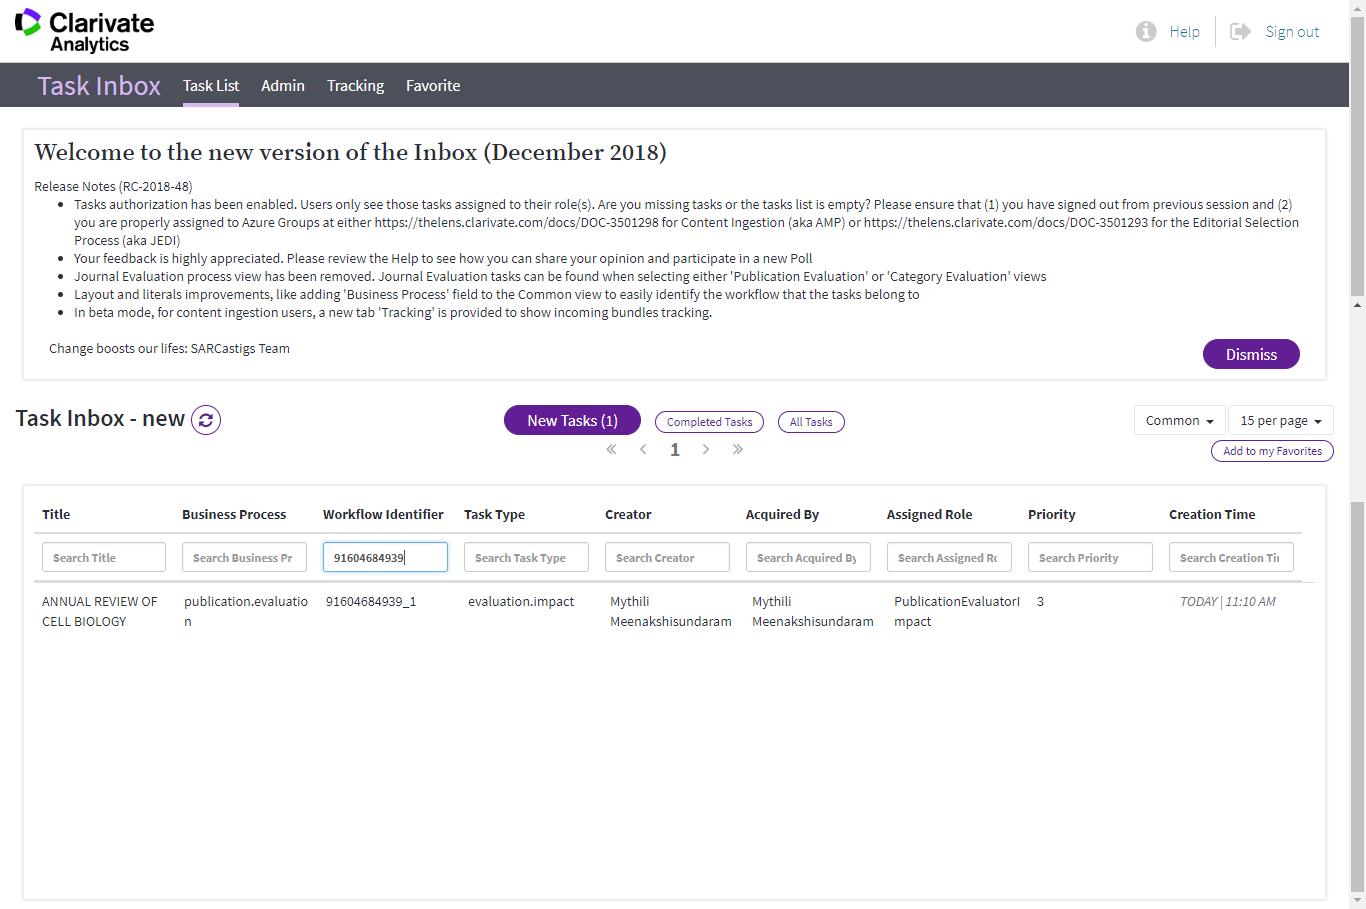 Clarivate
Analytics
Help
Sign out
Task Inbox
Task List
Admin
Tracking
Favorite
Welcome to the new version of the Inbox (December 2018)
Release Notes (RC-2018-48)
Tasks authorization has been enabled. Users only see those tasks assigned to their role(s). Are you missing tasks or the tasks list is empty? Please ensure that (1) you have signed out from previous session and (2)
you are properly assigned to Azure Groups at either https://thelens.clarivate.com/docs/DOC-3501298 for Content Ingestion (aka AMP) or https://thelens.clarivate.com/docs/DOC-3501293 for the Editorial Selection
Process (aka JEDI)
Your feedback is highly appreciated. Please review the Help to see how you can share your opinion and participate in a new Poll
Journal Evaluation process view has been removed. Journal Evaluation tasks can be found when selecting either 'Publication Evaluation' or 'Category Evaluation' views
Layout and literals improvements, like adding 'Business Process' field to the Common view to easily identify the workflow that the tasks belong to
In beta mode, for content ingestion users, a new tab 'Tracking' is provided to show incoming bundles tracking.
Change boosts our lifes: SARCastigs Team
Dismiss
Task Inbox - new
New Tasks (1)
Completed Tasks
All Tasks
Common
15 per page
« ‹ 1 › »
Add to my Favorites
Title Business Process Workflow Identifier Task Type Creator Acquired By Assigned Role Priority Creation Time
Search Title Search Business Pr 91604684939 Search Task Type Search Creator Search Acquired By Search Assigned Ro Search Priority Search Creation Tin
ANNUAL REVIEW OF publication.evaluatio 91604684939_1 evaluation.impact Mythili Mythili PublicationEvaluatorI 3 TODAY | 11:10 AM
CELL BIOLOGY n Meenakshisundaram Meenakshisundaram mpact